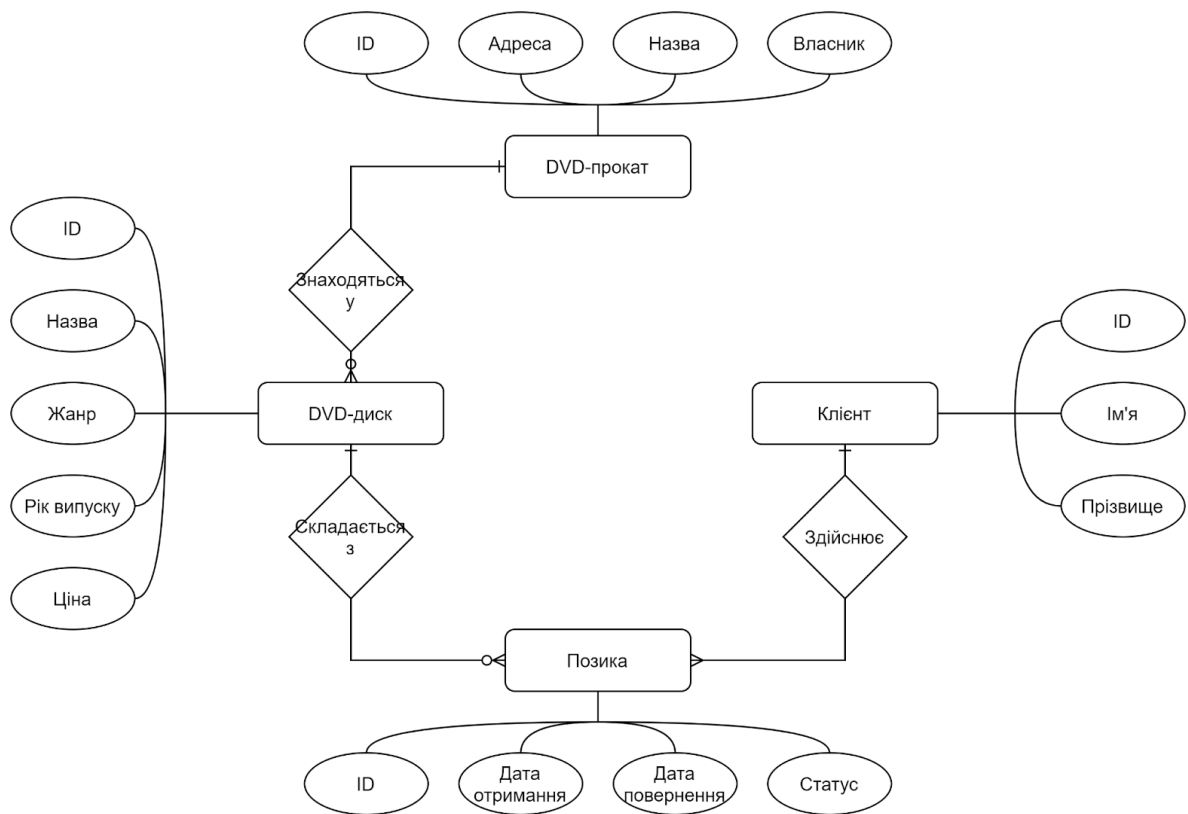 ID
Адреса
Назва
Власник
DVD-прокат
ID
Знаходяться
у
Назва
ID
Жанр
DVD-диск
Клієнт
Ім'я
Рік випуску
Складається
з
Здійснює
Прізвище
Ціна
Позика
ID
Дата
отримання
Дата
повернення
Статус